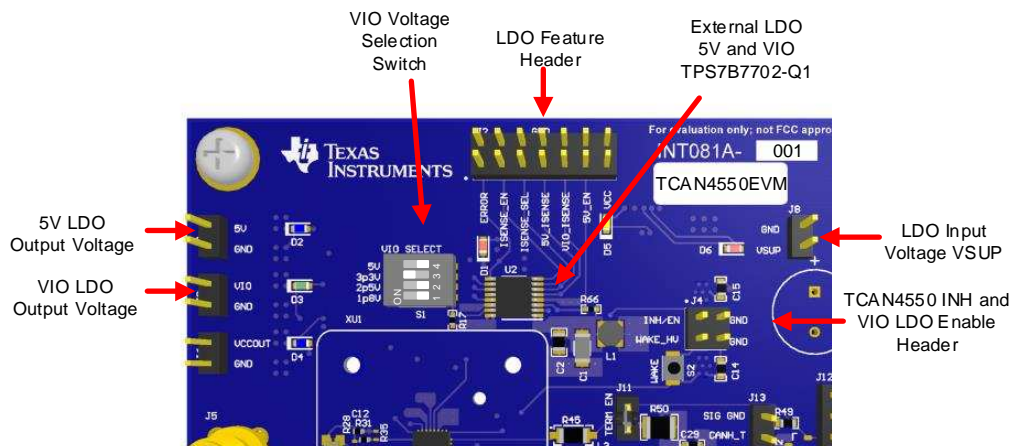 VIO Voltage
Selection
Switch
LDO Feature
Header
External LDO
5V and VIO
TPS7B7702-Q1
For evaluation only; not FCC appro
INT081A- 001
TEXAS
INSTRUMENTS
TCAN4550EVM
5V LDO
Output Voltage
VIO LDO
Output Voltage
LDO Input
Voltage VSUP
TCAN4550 INH and
VIO LDO Enable
Header
ERROR
ISENSE_EN
ISENSE_SEL
5V_ISENSE
VIO_ISENSE
5V_EN
VCC
D5
D1
J8
GND
VSUP
D6
+
5V
GND
D2
VIO
GND
D3
VCCOUT
GND
D4
VIO SELECT
5V
3p3V
2p5V
1p8V
ON
1 2 3 4
S1
U2
R17
XU1
R66
C2
C1
L1
J4
INH/EN
WAKE_HV
GND
GND
C15
C14
WAKE
S2
J5
C12
R31
R28
R35
R45
J11
TERM EN
R50
C29
J13
SIG GND
CANH_T
R49
J12